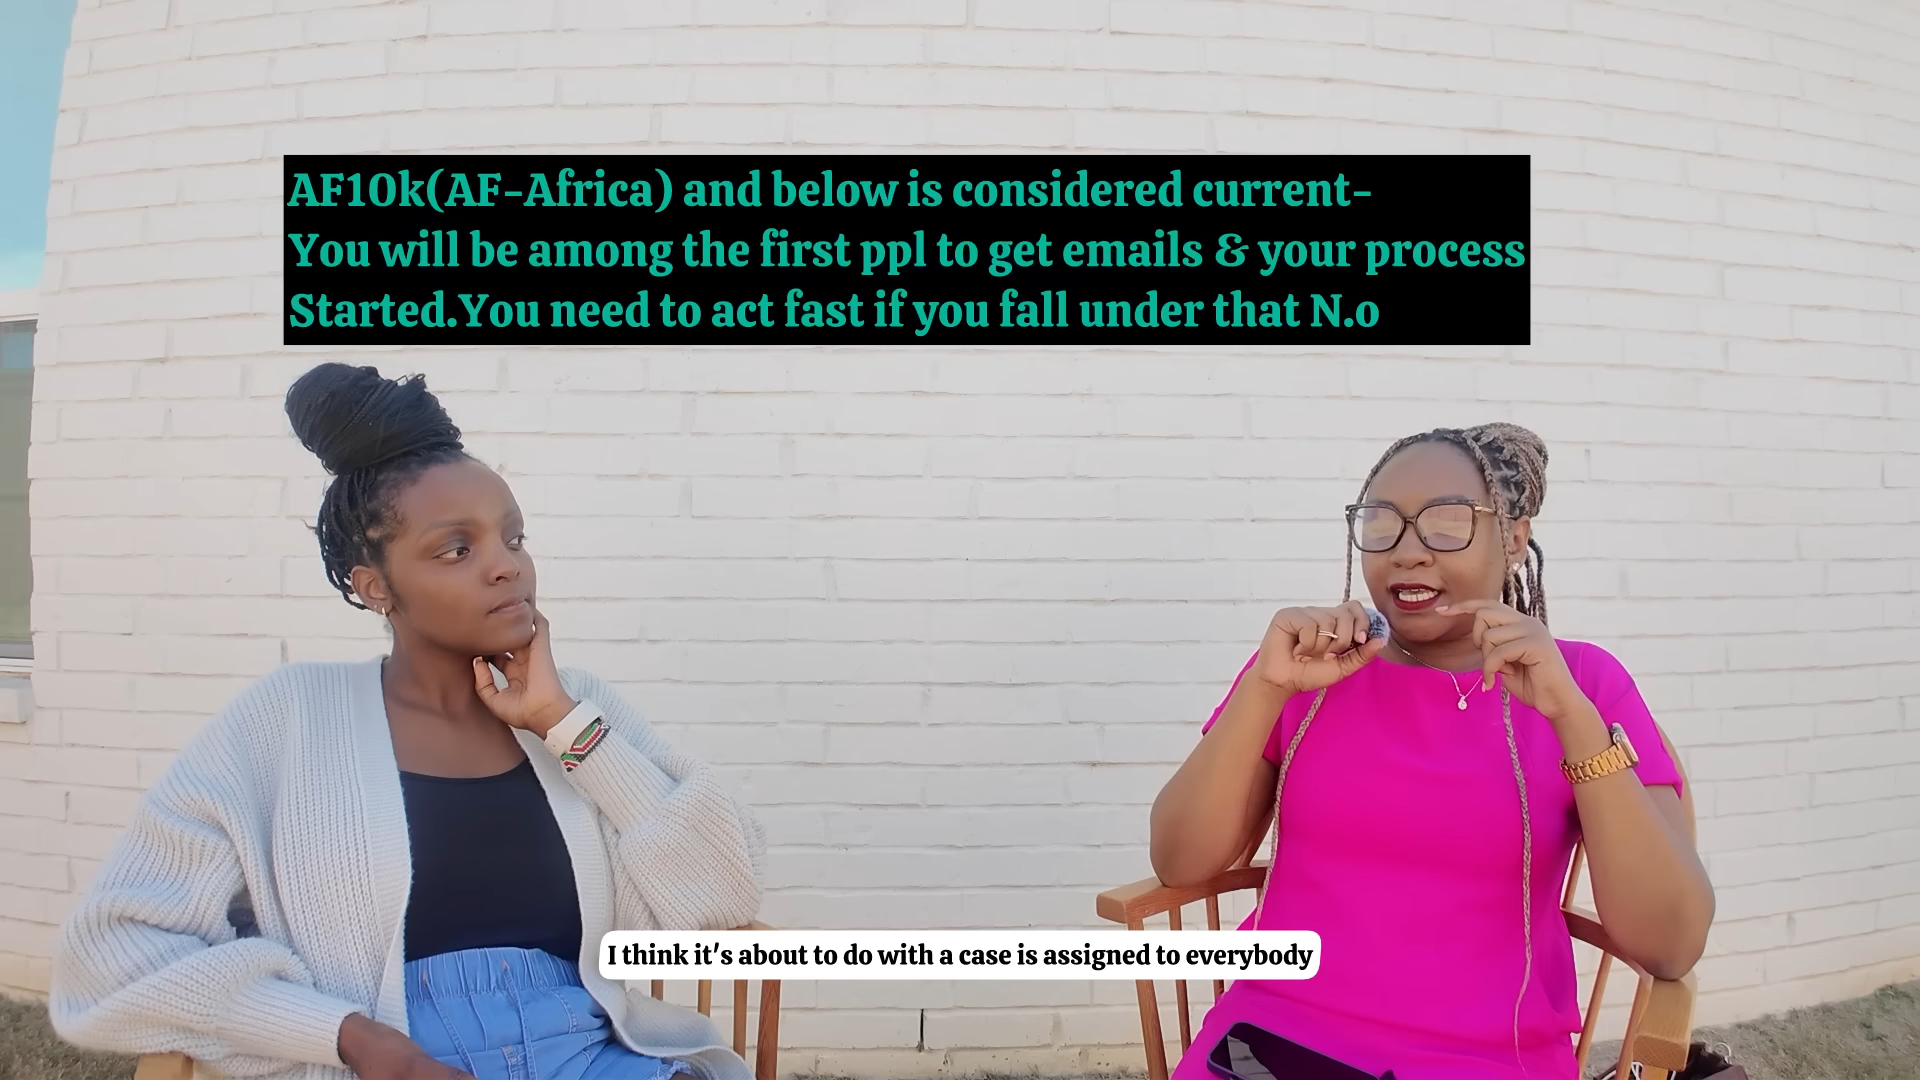 AF10k(AF-Africa) and below is considered current-
You will be among the first ppl to get emails & your process
Started.You need to act fast if you fall under that N.o
I think it's about to do with a case is assigned to everybody